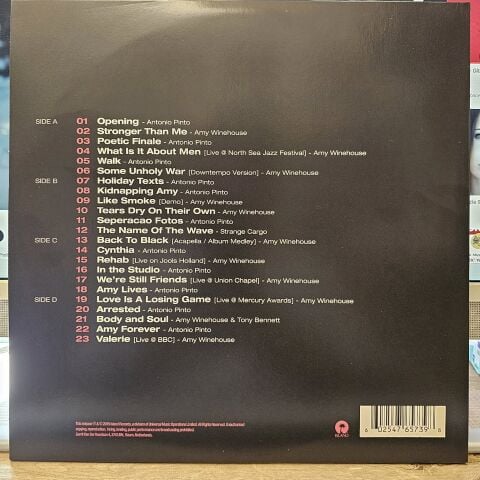 SIDE A 01 Opening - Antonio Pinto
02 Stronger Than Me - Amy Winehouse
03 Poetic Finale - Antonio Pinto
04 What Is It About Men [Live @ North Sea Jazz Festival] - Amy Winehouse
05 Walk - Antonio Pinto
06 Some Unholy War [Downtempo Version] - Amy Winehouse
SIDE B 07 Holiday Texts - Antonio Pinto
08 Kidnapping Amy - Antonio Pinto
09 Like Smoke [Demo] - Amy Winehouse
10 Tears Dry On Their Own - Amy Winehouse
11 Seperacao Fotos - Antonio Pinto
12 The Name Of The Wave - Strange Cargo
SIDE C 13 Back To Black [Acapella / Album Medley] - Amy Winehouse
14 Cynthia - Antonio Pinto
15 Rehab [Live on Jools Holland] - Amy Winehouse
16 In the Studio - Antonio Pinto
17 We're Still Friends [Live @ Union Chapel] - Amy Winehouse
18 Amy Lives - Antonio Pinto
SIDE D 19 Love Is A Losing Game [Live @ Mercury Awards] - Amy Winehouse
20 Arrested - Antonio Pinto
21 Body and Soul - Amy Winehouse & Tony Bennett
22 Amy Forever - Antonio Pinto
23 Valerie [Live @ BBC] - Amy Winehouse
ISLAND
6 02547 65739 8